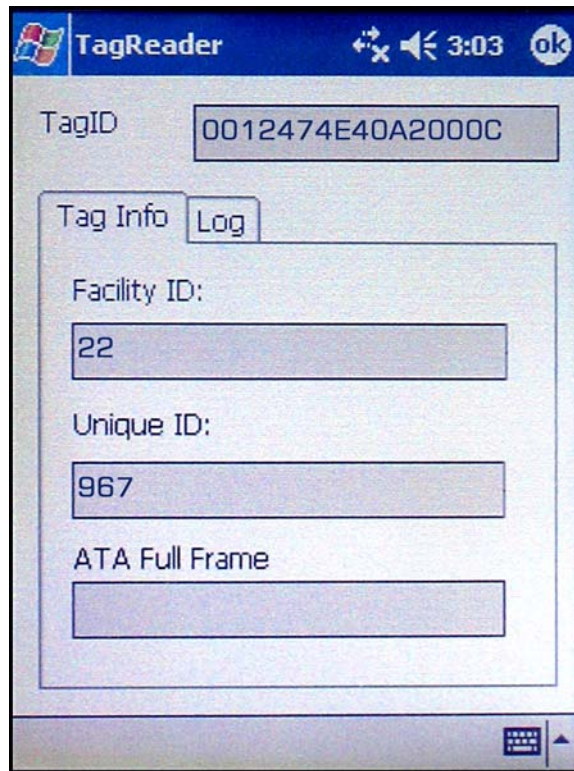 TagReader 3:03 ok
TagID 0012474E40A2000C
Tag Info Log
Facility ID:
22
Unique ID:
967
ATA Full Frame